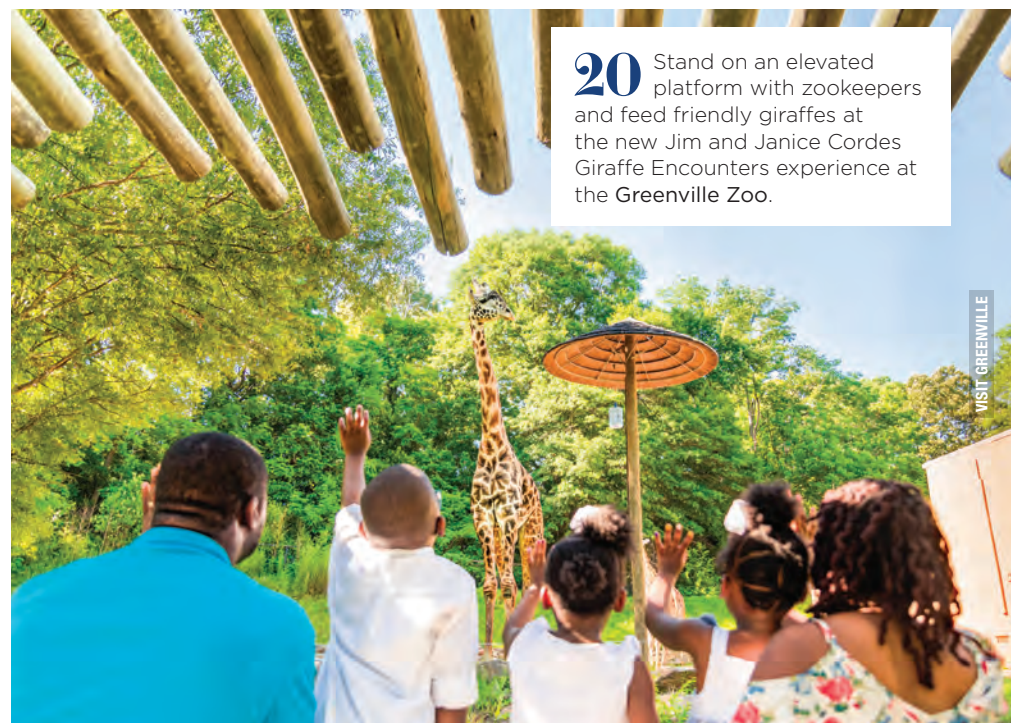 20 Stand on an elevated
platform with zookeepers
and feed friendly giraffes at
the new Jim and Janice Cordes
Giraffe Encounters experience at
the Greenville Zoo.
VISIT GREENVILLE